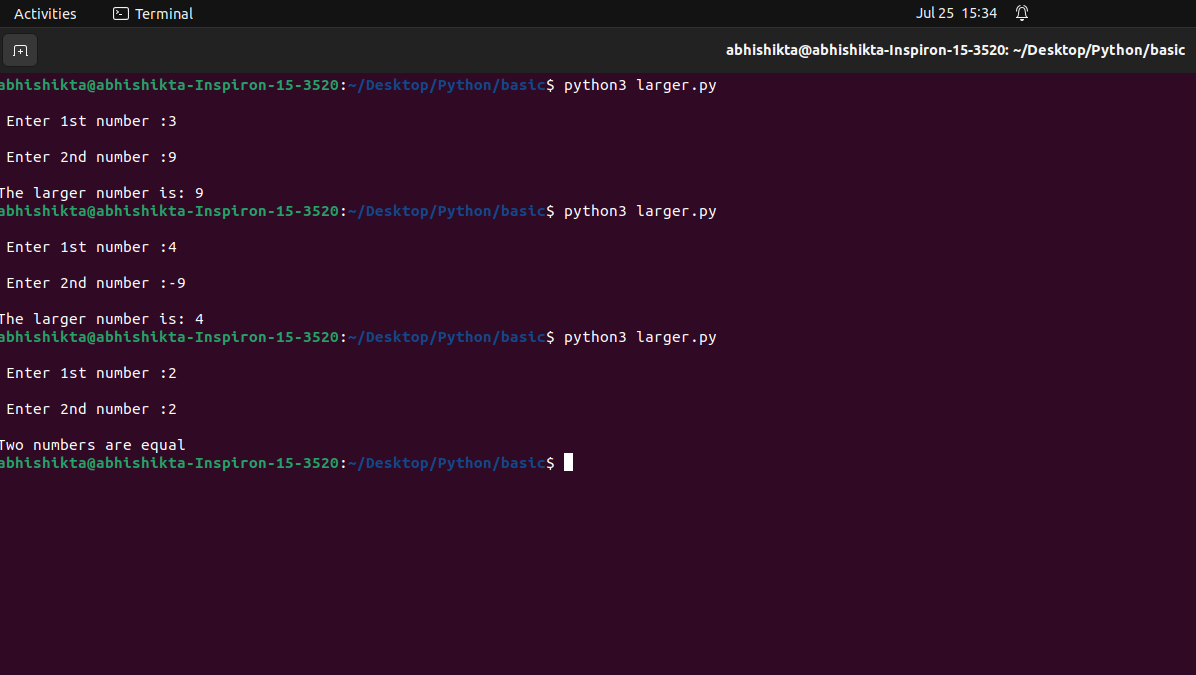 Activities Terminal Jul 25 15:34
abhishikta@abhishikta-Inspiron-15-3520: ~/Desktop/Python/basic
abhishikta@abhishikta-Inspiron-15-3520:~/Desktop/Python/basic$ python3 larger.py
Enter 1st number :3
Enter 2nd number :9
The larger number is: 9
abhishikta@abhishikta-Inspiron-15-3520:~/Desktop/Python/basic$ python3 larger.py
Enter 1st number :4
Enter 2nd number :-9
The larger number is: 4
abhishikta@abhishikta-Inspiron-15-3520:~/Desktop/Python/basic$ python3 larger.py
Enter 1st number :2
Enter 2nd number :2
Two numbers are equal
abhishikta@abhishikta-Inspiron-15-3520:~/Desktop/Python/basic$